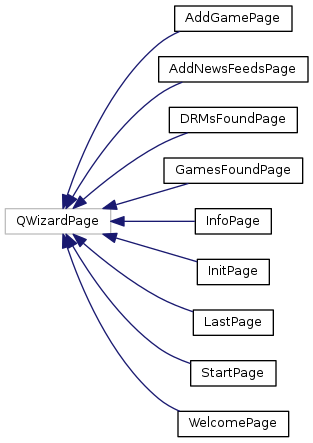 AddGamePage
AddNewsFeedsPage
DRMsFoundPage
GamesFoundPage
QWizardPage
InfoPage
InitPage
LastPage
StartPage
WelcomePage